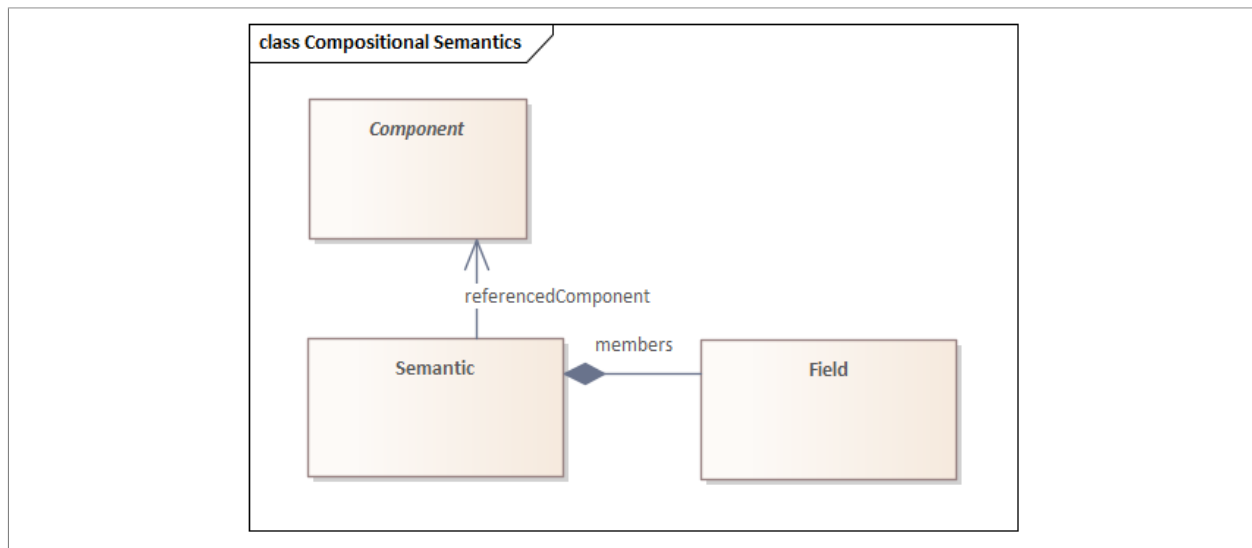 class Compositional Semantics
Component
referencedComponent
members
Semantic
Field